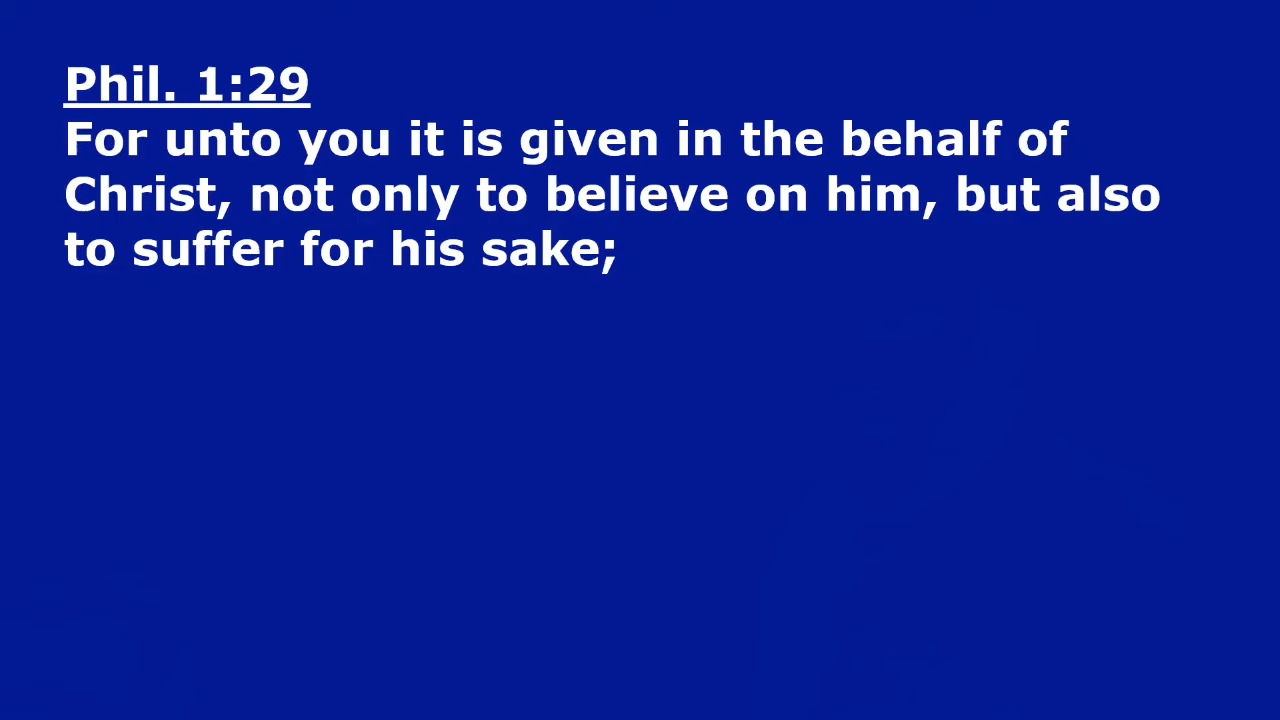 Phil. 1:29
For unto you it is given in the behalf of
Christ, not only to believe on him, but also
to suffer for his sake;